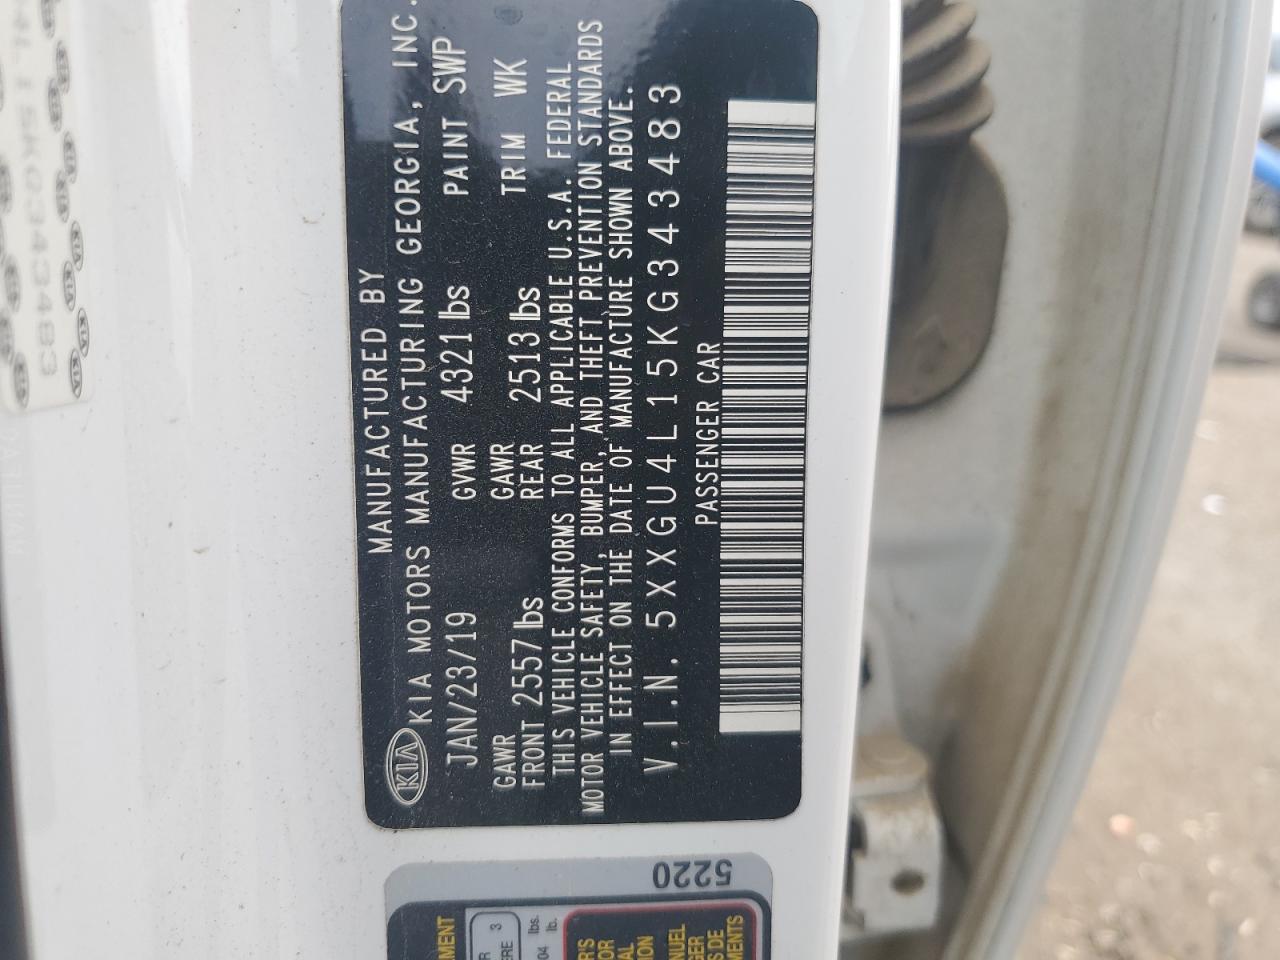 MANUFACTURED BY
KIA KIA MOTORS MANUFACTURING GEORGIA, INC.
JAN/23/19 GVWR 4321 lbs PAINT SWP
GAWR FRONT 2557 lbs GAWR REAR 2513 lbs TRIM WK
THIS VEHICLE CONFORMS TO ALL APPLICABLE U.S.A. FEDERAL
MOTOR VEHICLE SAFETY, BUMPER, AND THEFT PREVENTION STANDARDS
IN EFFECT ON THE DATE OF MANUFACTURE SHOWN ABOVE.
V.I.N. 5XXGU4L15KG343483
PASSENGER CAR
5220
3